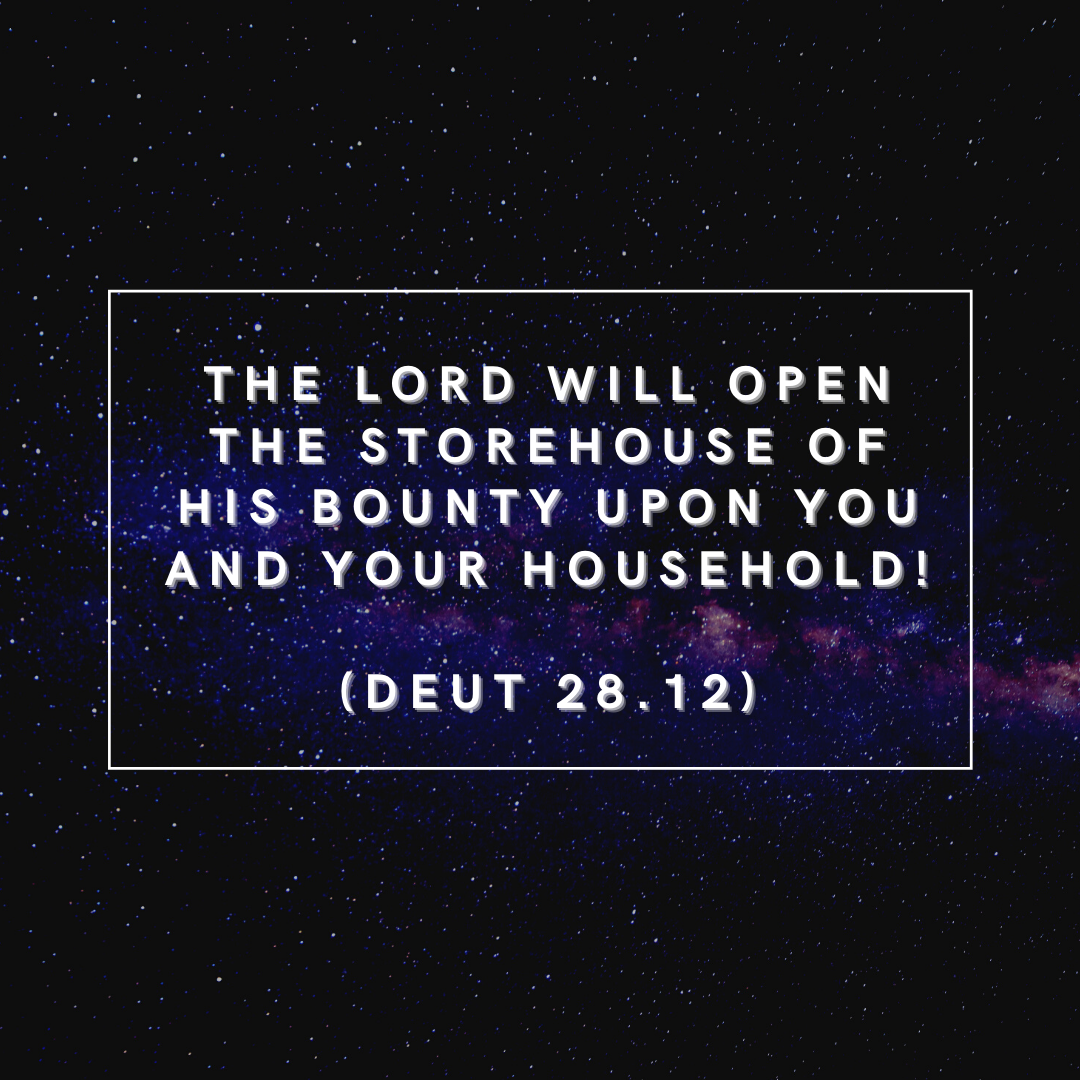 THE LORD WILL OPEN
THE STOREHOUSE OF
HIS BOUNTY UPON YOU
AND YOUR HOUSEHOLD!
(DEUT 28.12)